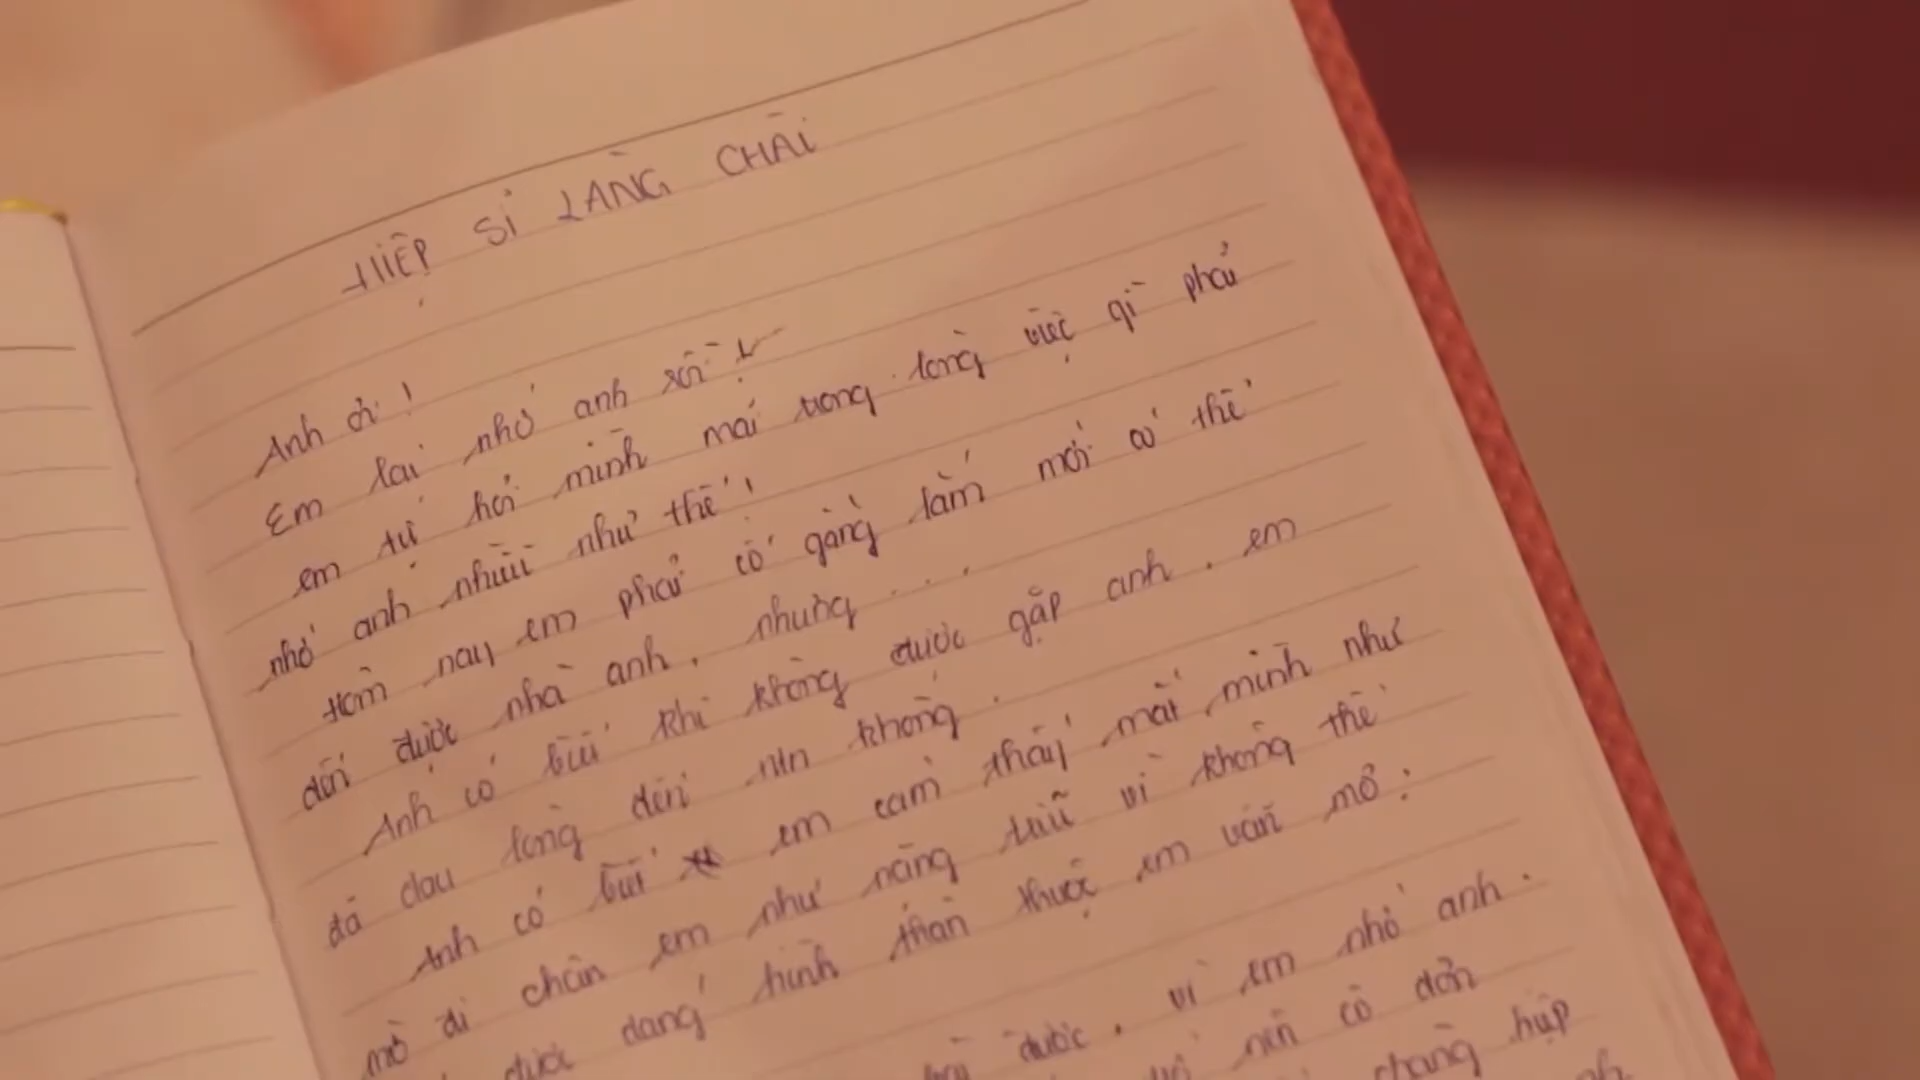 HIỆP SĨ LÀNG CHÀI
Anh ơi!
Em lại nhớ anh rồi!
em tự hỏi mình mãi trong lòng việc gì phải
nhớ anh nhiều như thế!
Hôm nay em phải cố gắng lắm mới có thể
đến được nhà anh, nhưng...
Anh có biết khi không được gặp anh, em
đã đau lòng đến nên không.
Anh có biết em cảm thấy mắt mình như
mờ đi chân em như nặng trĩu vì không thể
được dáng hình thân thuộc em vẫn mơ:
được, vì em nhớ anh.
nên cô đơn
chàng hiệp